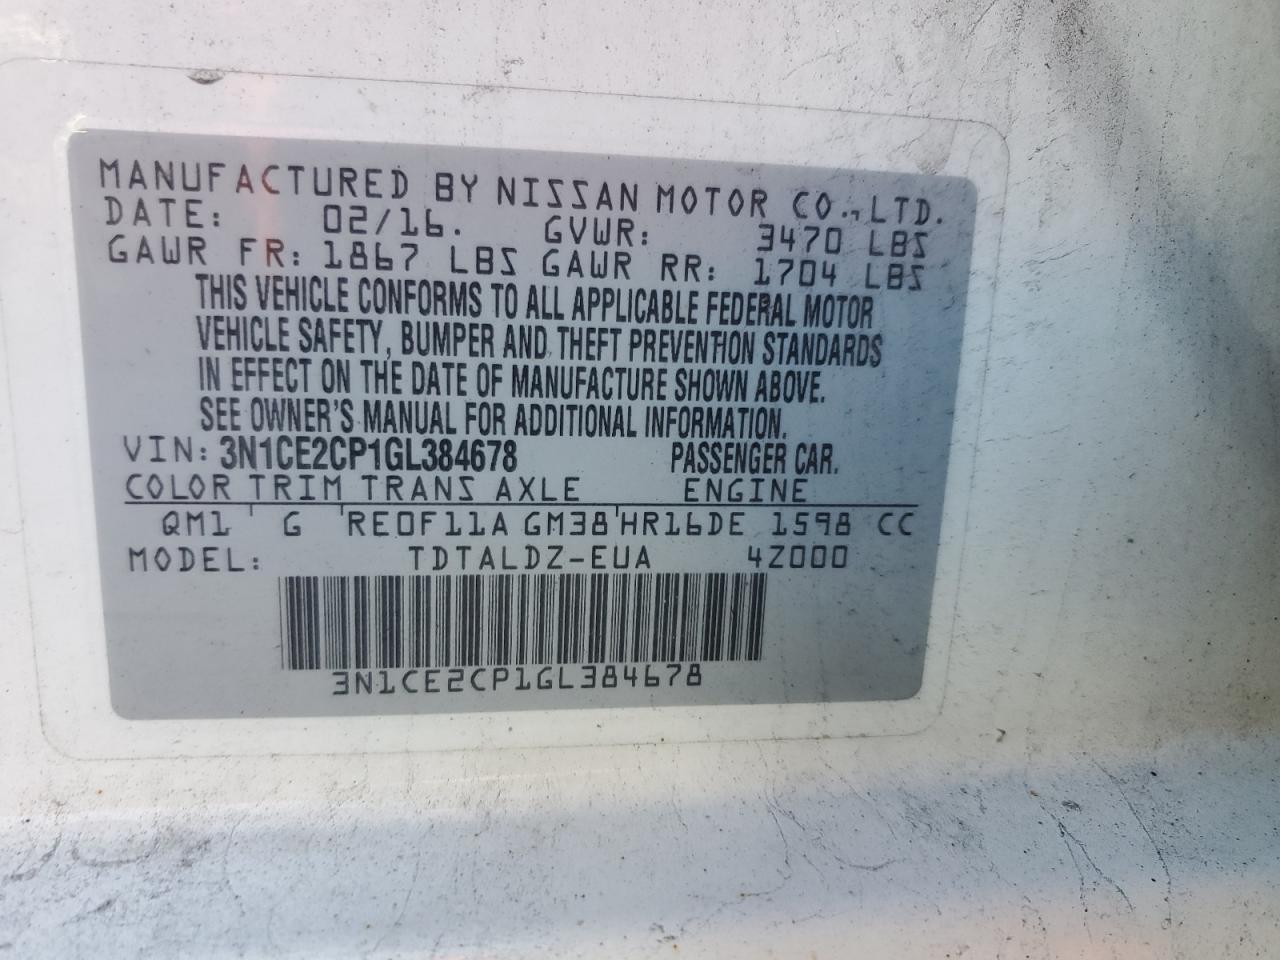 MANUFACTURED BY NISSAN MOTOR CO., LTD.
DATE: 02/16. GVWR: 3470 LBS
GAWR FR: 1867 LBS GAWR RR: 1704 LBS
THIS VEHICLE CONFORMS TO ALL APPLICABLE FEDERAL MOTOR
VEHICLE SAFETY, BUMPER AND THEFT PREVENTION STANDARDS
IN EFFECT ON THE DATE OF MANUFACTURE SHOWN ABOVE.
SEE OWNER'S MANUAL FOR ADDITIONAL INFORMATION.
VIN: 3N1CE2CP1GL384678 PASSENGER CAR.
COLOR TRIM TRANS AXLE ENGINE
QM1 G RE0F11A GM38 HR16DE 1598 CC
MODEL: TDTALDZ-EUA 4Z000
3N1CE2CP1GL384678